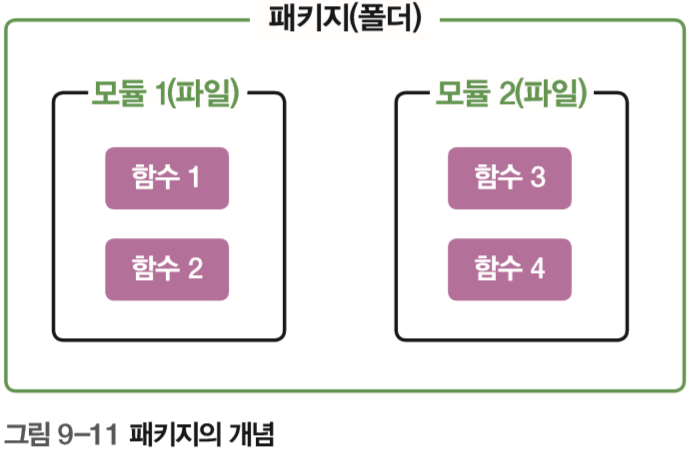 패키지(폴더)
모듈 1(파일)
함수 1
함수 2
모듈 2(파일)
함수 3
함수 4
그림 9-11 패키지의 개념